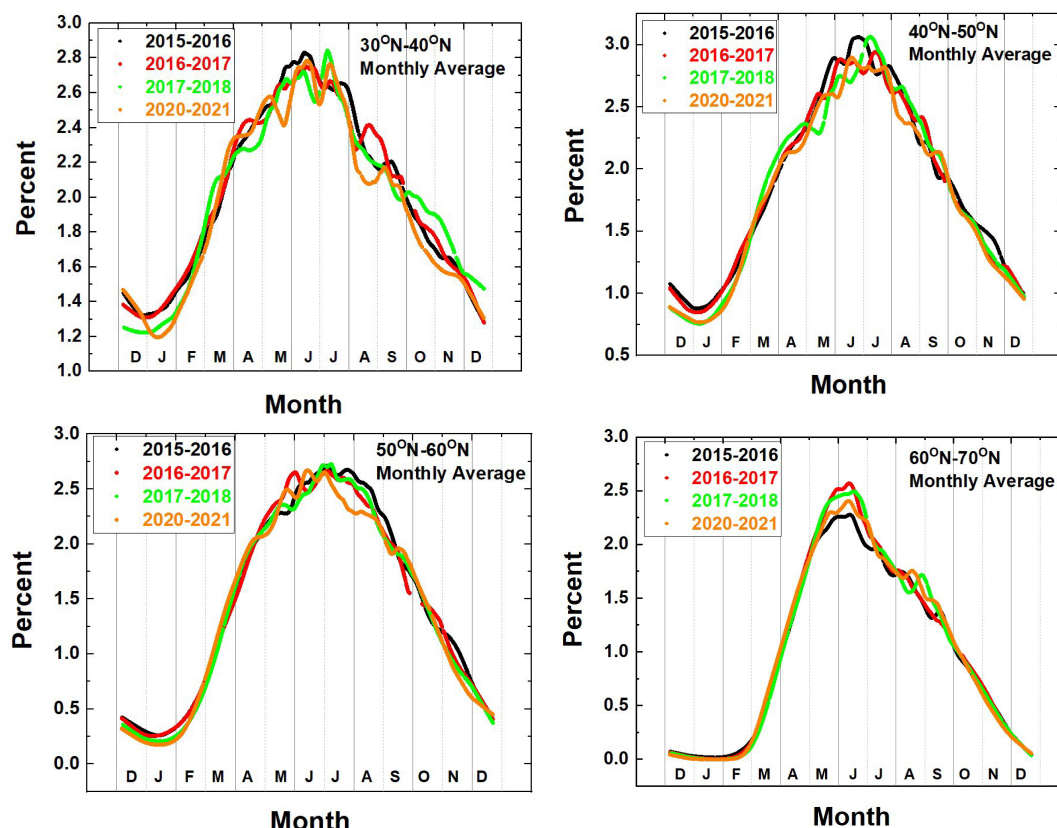 3.0
2.8
2.6
2.4
2.2
2.0
1.8
1.6
1.4
1.2
1.0
Percent
2015-2016
2016-2017
2017-2018
2020-2021
30ᴼN-40ᴼN
Monthly Average
D J F M A M J J A S O N D
Month
3.0
2.5
2.0
1.5
1.0
0.5
Percent
2015-2016
2016-2017
2017-2018
2020-2021
40ᴼN-50ᴼN
Monthly Average
D J F M A M J J A S O N D
Month
3.0
2.5
2.0
1.5
1.0
0.5
0.0
Percent
2015-2016
2016-2017
2017-2018
2020-2021
50ᴼN-60ᴼN
Monthly Average
D J F M A M J J A S O N D
Month
3.0
2.5
2.0
1.5
1.0
0.5
0.0
Percent
2015-2016
2016-2017
2017-2018
2020-2021
60ᴼN-70ᴼN
Monthly Average
D J F M A M J J A S O N D
Month